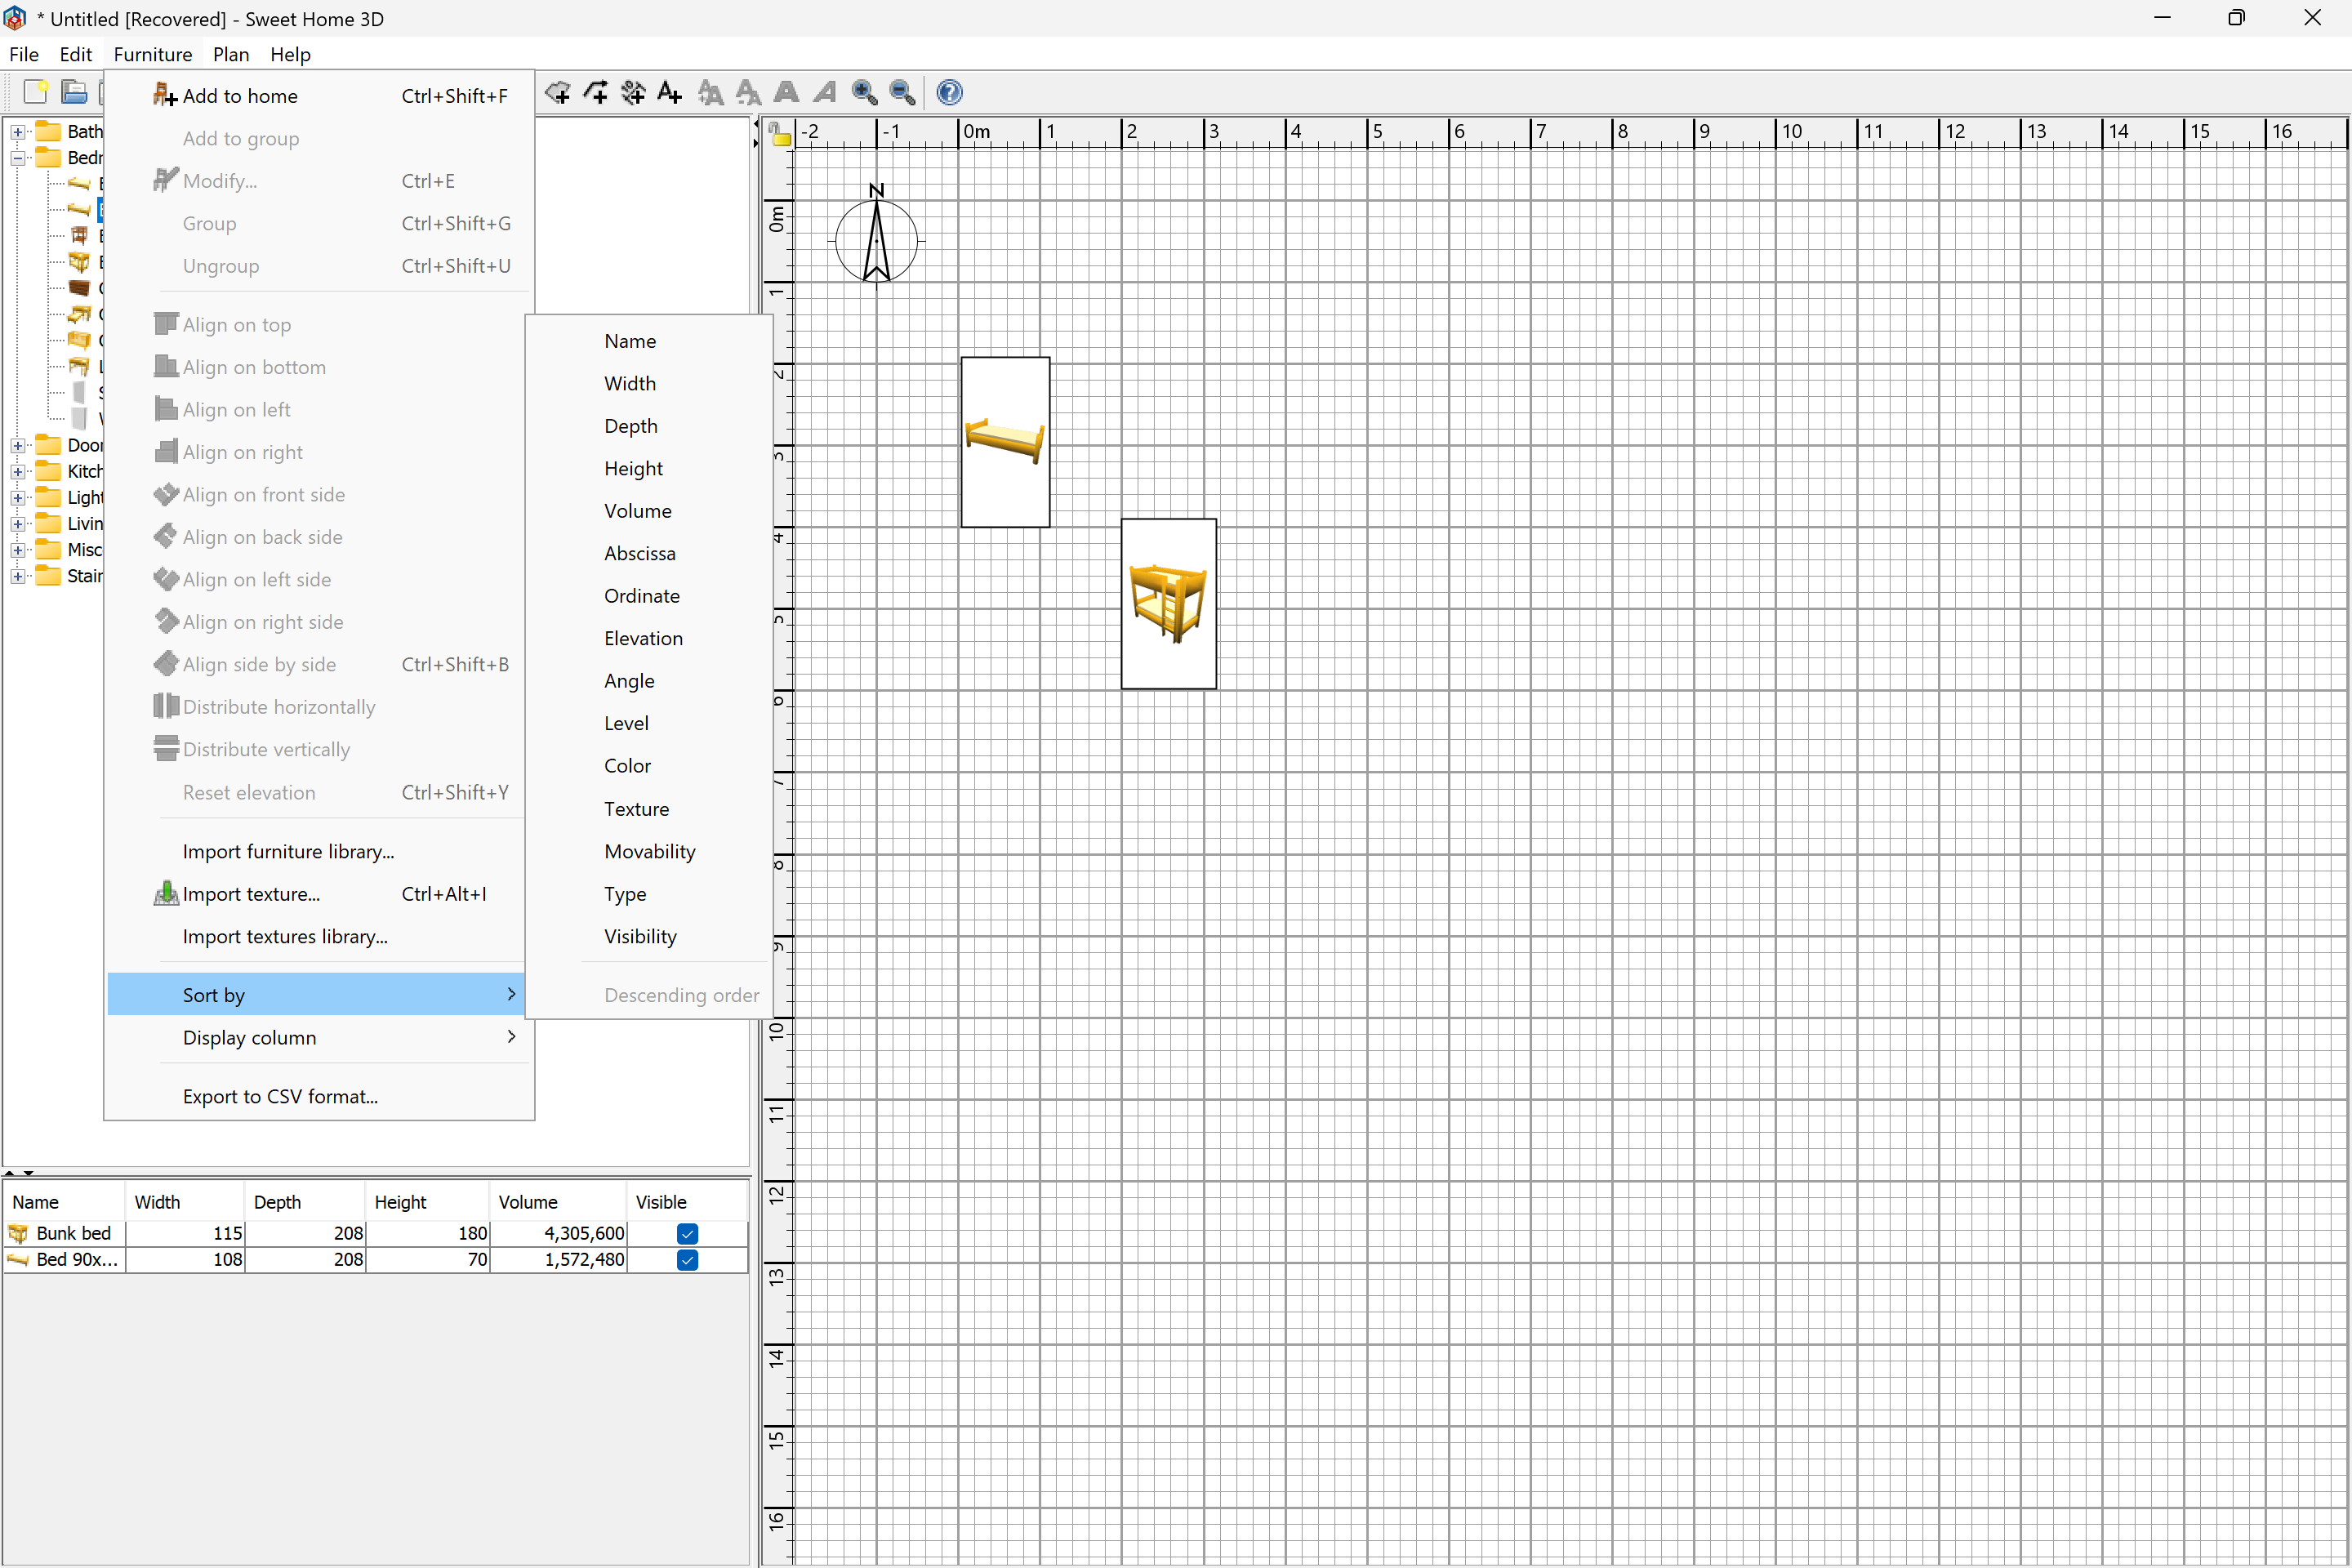 * Untitled [Recovered] - Sweet Home 3D
File Edit Furniture Plan Help
Add to home Ctrl+Shift+F
Add to group
Modify... Ctrl+E
Group Ctrl+Shift+G
Ungroup Ctrl+Shift+U
Align on top
Align on bottom
Align on left
Align on right
Align on front side
Align on back side
Align on left side
Align on right side
Align side by side Ctrl+Shift+B
Distribute horizontally
Distribute vertically
Reset elevation Ctrl+Shift+Y
Import furniture library...
Import texture... Ctrl+Alt+I
Import textures library...
Sort by
Display column
Export to CSV format...
Name
Width
Depth
Height
Volume
Abscissa
Ordinate
Elevation
Angle
Level
Color
Texture
Movability
Type
Visibility
Descending order
-2 -1 0m 1 2 3 4 5 6 7 8 9 10 11 12 13 14 15 16
0m
1
2
3
4
5
6
7
8
9
10
11
12
13
14
15
16
N
Name Width Depth Height Volume Visible
Bunk bed 115 208 180 4,305,600
Bed 90x... 108 208 70 1,572,480